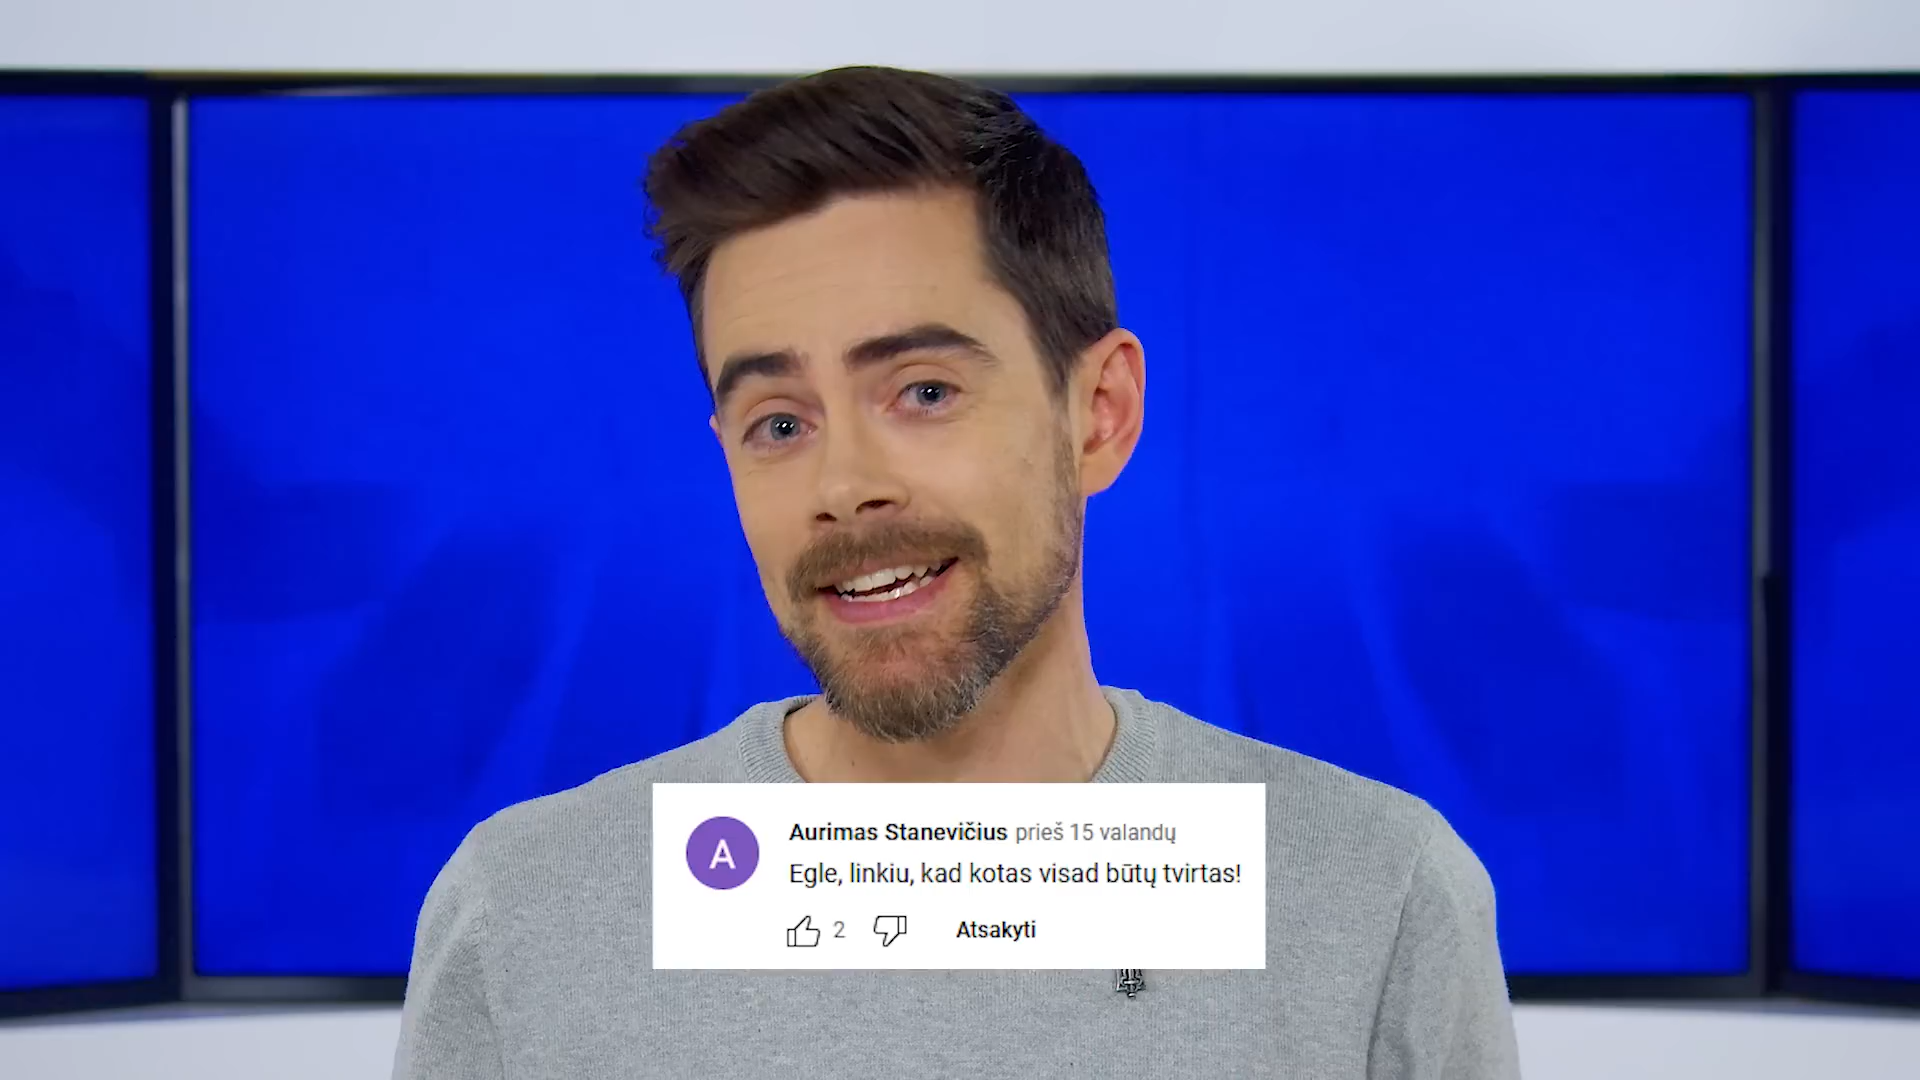 A
Aurimas Stanevičius prieš 15 valandų
Egle, linkiu, kad kotas visad būtų tvirtas!
2
Atsakyti